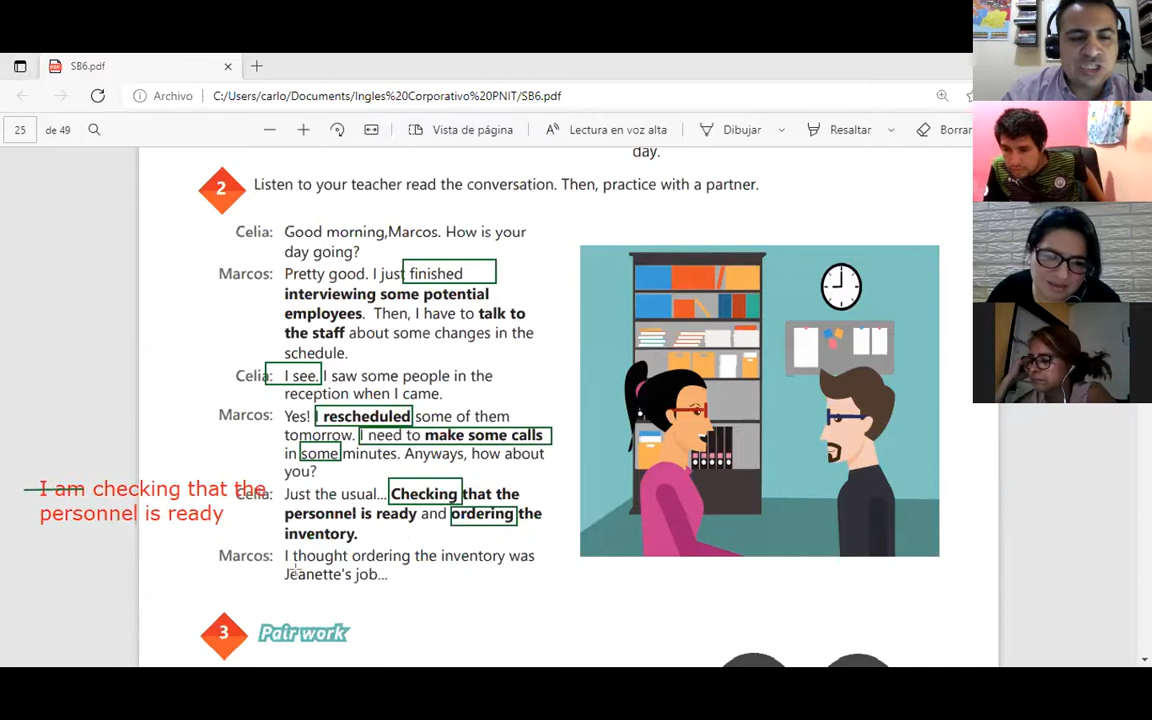 SB6.pdf
Archivo
C:/Users/carlo/Documents/Ingles%20Corporativo%20PNIT/SB6.pdf
25
de 49
Vista de página
Lectura en voz alta
Dibujar
Resaltar
Borrar
day.
2
Listen to your teacher read the conversation. Then, practice with a partner.
Celia: Good morning,Marcos. How is your
day going?
Marcos: Pretty good. I just finished
interviewing some potential
employees. Then, I have to talk to
the staff about some changes in the
schedule.
Celia: I see. I saw some people in the
reception when I came.
Marcos: Yes! I rescheduled some of them
tomorrow. I need to make some calls
in some minutes. Anyways, how about
you?
Celia: Just the usual... Checking that the
personnel is ready and ordering the
inventory.
Marcos: I thought ordering the inventory was
Jeanette's job...
I am checking that the
personnel is ready
3
Pair work